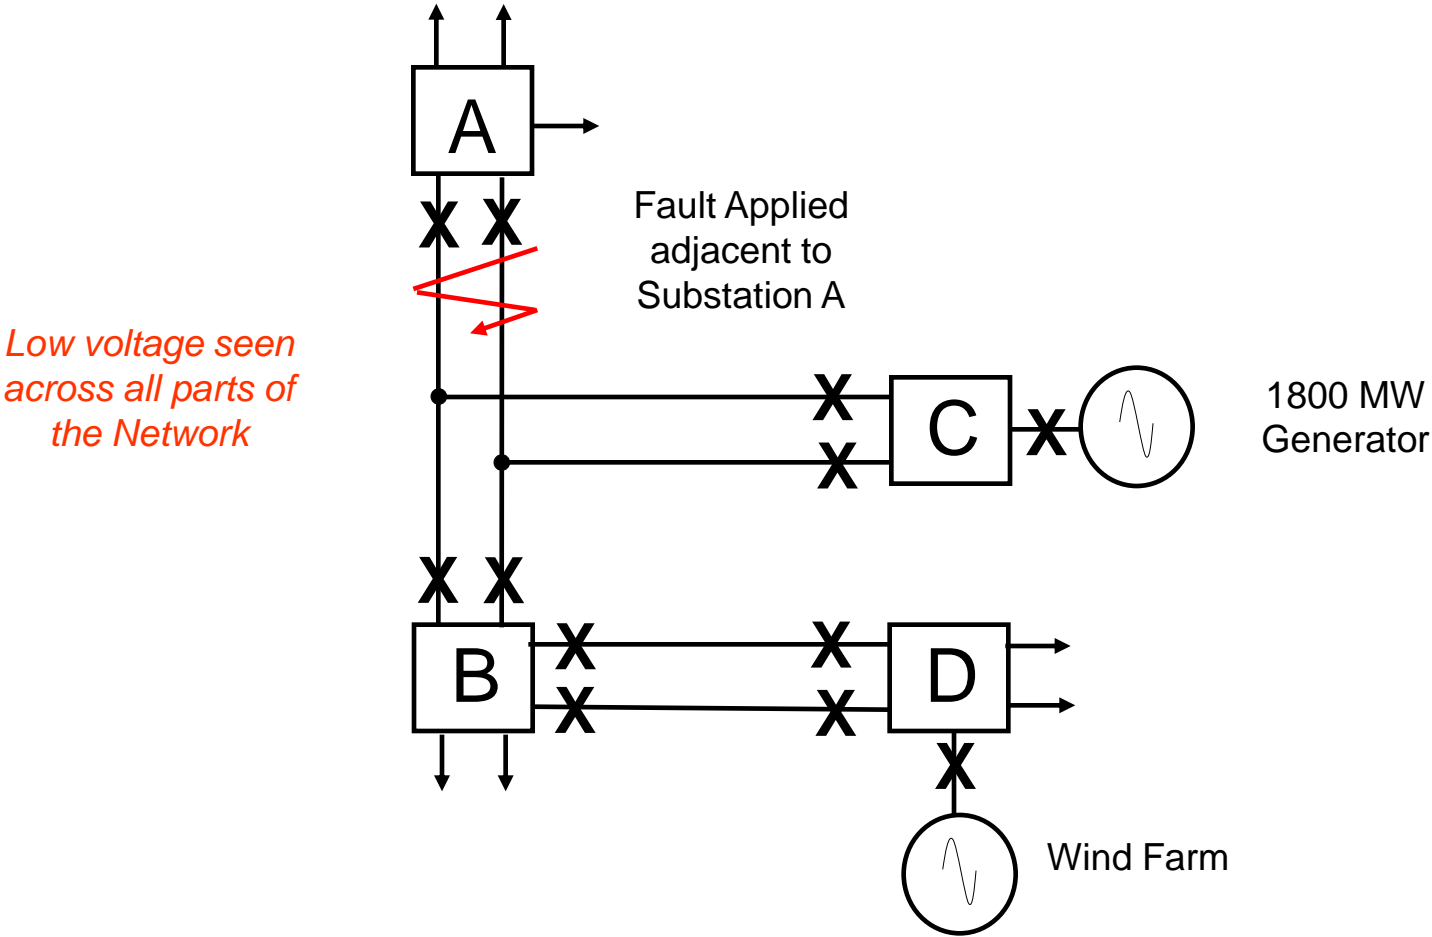 A
Fault Applied
adjacent to
Substation A
Low voltage seen
across all parts of
the Network
X
X
X
X
C
X
1800 MW
Generator
X
X
B
X
X
X
X
D
X
Wind Farm